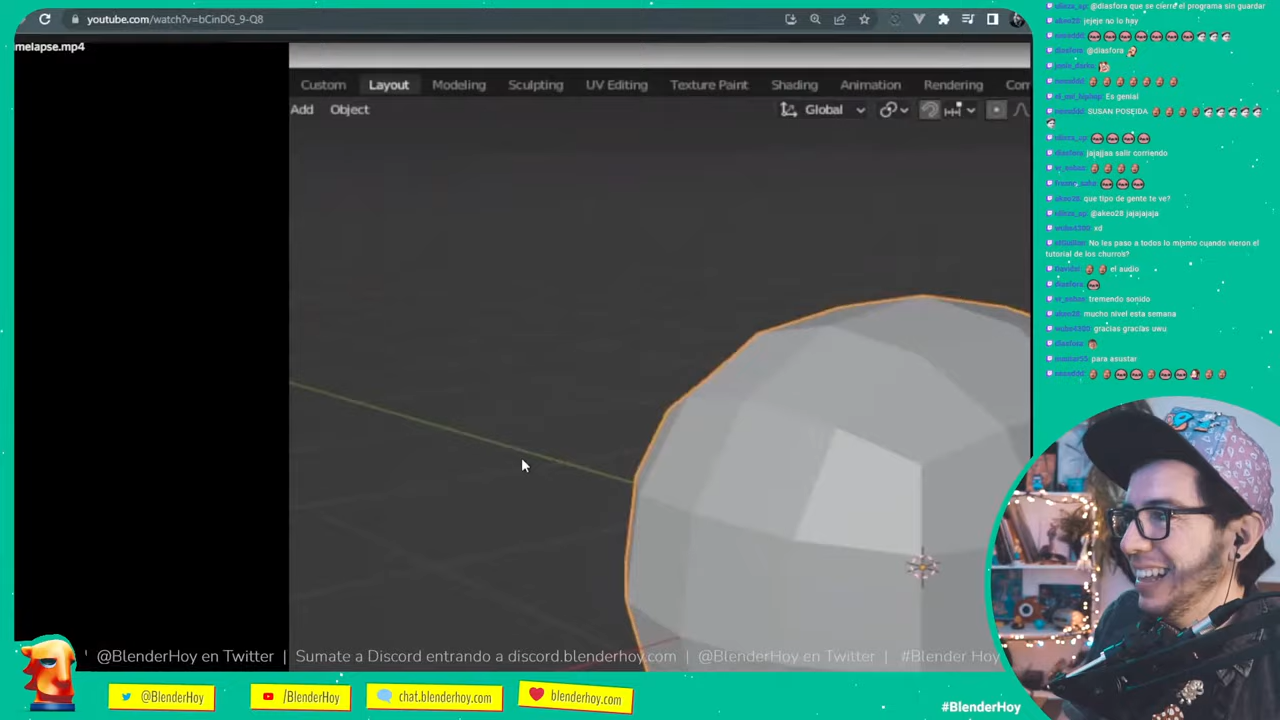 youtube.com/watch?v=bCinDG_9-Q8
melapse.mp4
Custom Layout Modeling Sculpting UV Editing Texture Paint Shading Animation Rendering
Add Object Global
que se cierre el programa sin guardar
jejeje no lo hay
@diasfora
Es genial
SUSAN POSEIDA
jajajjaa salir corriendo
que tipo de gente te ve?
@akeo28 jajajajaja
xd
No les paso a todos lo mismo cuando vieron el
tutorial de los churros?
el audio
tremendo sonido
akeo28: mucho nivel esta semana
gracias gracias uwu
para asustar
@BlenderHoy en Twitter | Sumate a Discord entrando a discord.blenderhoy.com | @BlenderHoy en Twitter | #Blender Hoy
@BlenderHoy
/BlenderHoy
chat.blenderhoy.com
blenderhoy.com
#BlenderHoy